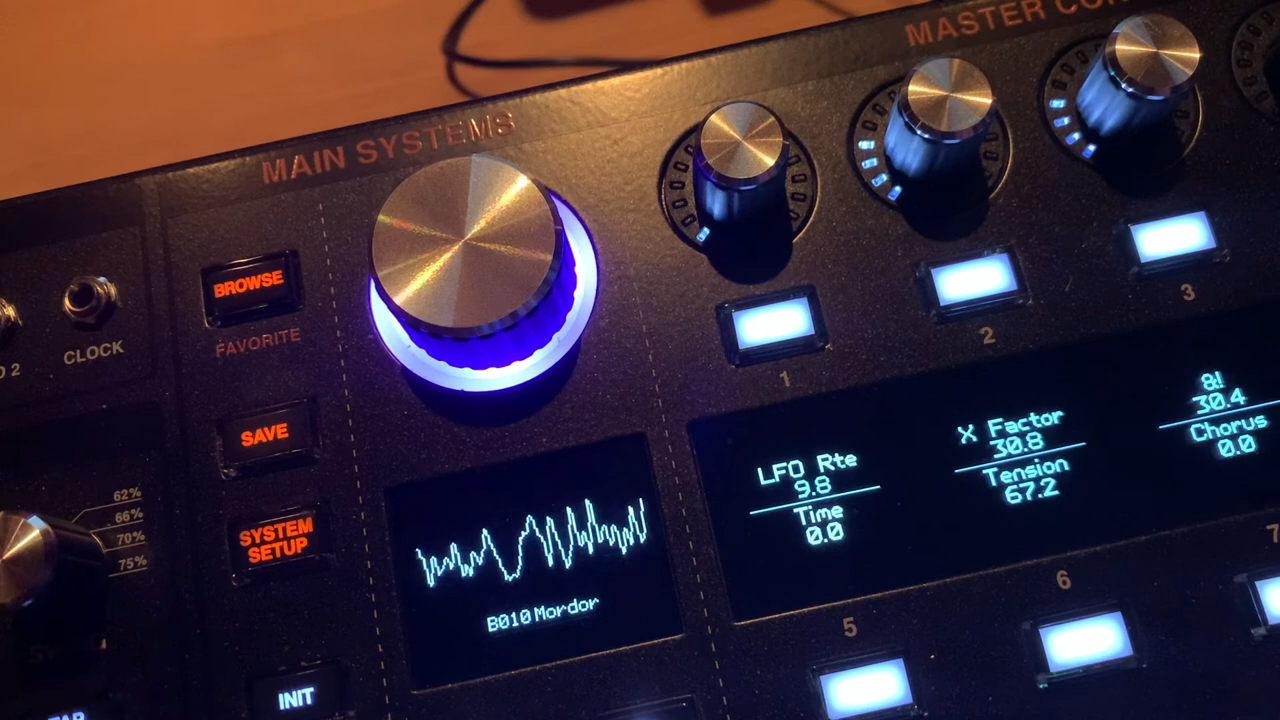 MASTER
MAIN SYSTEMS
BROWSE
FAVORITE
CLOCK
2
SAVE
SYSTEM
SETUP
INIT
62%
66%
70%
75%
1
2
3
LFO Rte
9.8
Time
0.0
X Factor
30.8
Tension
67.2
8!
30.4
Chorus
0.0
B010 Mordor
5
6
7